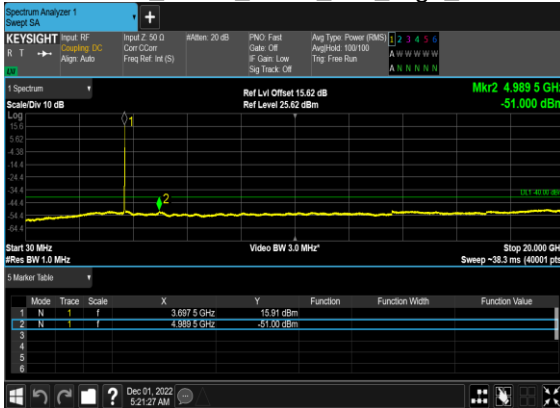 Spectrum Analyzer 1
Swept SA
+
KEYSIGHT Input: RF Input Z: 50 Ω #Atten: 20 dB PNO: Fast Avg Type: Power (RMS) 1 2 3 4 5 6
R T Coupling: DC Corr CCorr Gate: Off Avg|Hold: 100/100 A W W W W W
Align: Auto Freq Ref: Int (S) IF Gain: Low Trig: Free Run
Sig Track: Off A N N N N N
1 Spectrum Ref Lvl Offset 15.62 dB Mkr2 4.989 5 GHz
Scale/Div 10 dB Ref Level 25.62 dBm -51.000 dBm
Log
15.6
5.62
-4.38
-14.4
-24.4
-34.4
-44.4
-54.4
-64.4
1
2
DL1 -40.00 dBm
Start 30 MHz Video BW 3.0 MHz* Stop 20.000 GHz
#Res BW 1.0 MHz Sweep ~38.3 ms (40001 pts)
5 Marker Table
Mode Trace Scale X Y Function Function Width Function Value
1 N 1 f 3.697 5 GHz 15.91 dBm
2 N 1 f 4.989 5 GHz -51.00 dBm
3
4
5
6
? Dec 01, 2022
5:21:27 AM